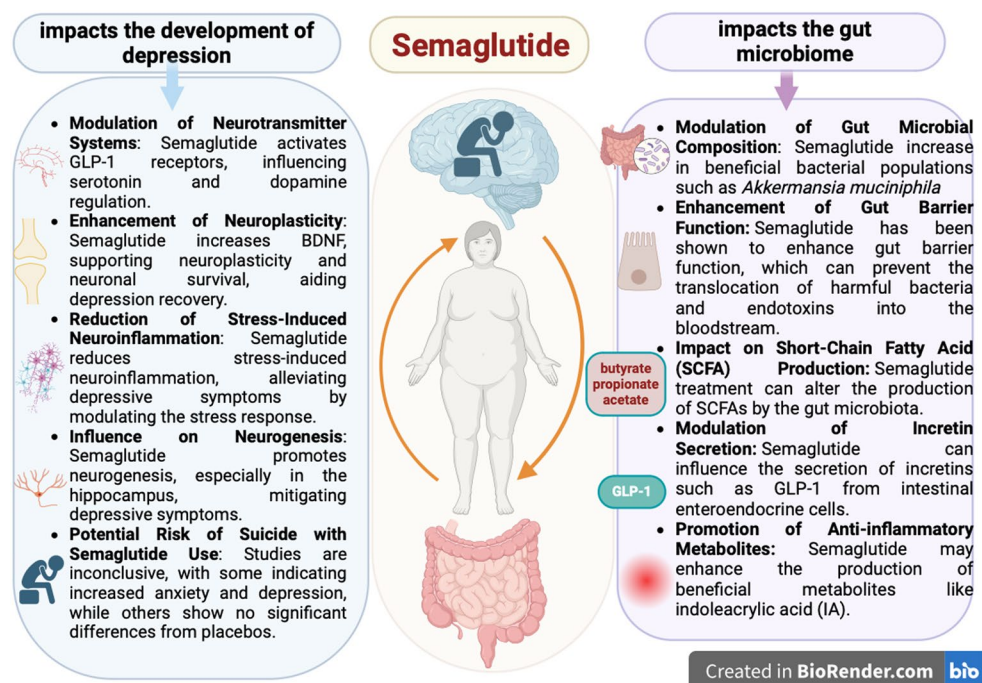 impacts the development of
depression
• Modulation of Neurotransmitter
Systems: Semaglutide activates
GLP-1 receptors, influencing
serotonin and dopamine
regulation.
• Enhancement of Neuroplasticity:
Semaglutide increases BDNF,
supporting neuroplasticity and
neuronal survival, aiding
depression recovery.
• Reduction of Stress-Induced
Neuroinflammation: Semaglutide
reduces stress-induced
neuroinflammation, alleviating
depressive symptoms by
modulating the stress response.
• Influence on Neurogenesis:
Semaglutide promotes
neurogenesis, especially in the
hippocampus, mitigating
depressive symptoms.
• Potential Risk of Suicide with
Semaglutide Use: Studies are
inconclusive, with some indicating
increased anxiety and depression,
while others show no significant
differences from placebos.
Semaglutide
impacts the gut
microbiome
• Modulation of Gut Microbial
Composition: Semaglutide increase
in beneficial bacterial populations
such as Akkermansia muciniphila
• Enhancement of Gut Barrier
Function: Semaglutide has been
shown to enhance gut barrier
function, which can prevent the
translocation of harmful bacteria
and endotoxins into the
bloodstream.
• Impact on Short-Chain Fatty Acid
(SCFA) Production: Semaglutide
treatment can alter the production
of SCFAs by the gut microbiota.
• Modulation of Incretin
Secretion: Semaglutide can
influence the secretion of incretins
such as GLP-1 from intestinal
enteroendocrine cells.
• Promotion of Anti-inflammatory
Metabolites: Semaglutide may
enhance the production of
beneficial metabolites like
indoleacrylic acid (IA).
butyrate
propionate
acetate
GLP-1
Created in BioRender.com bio